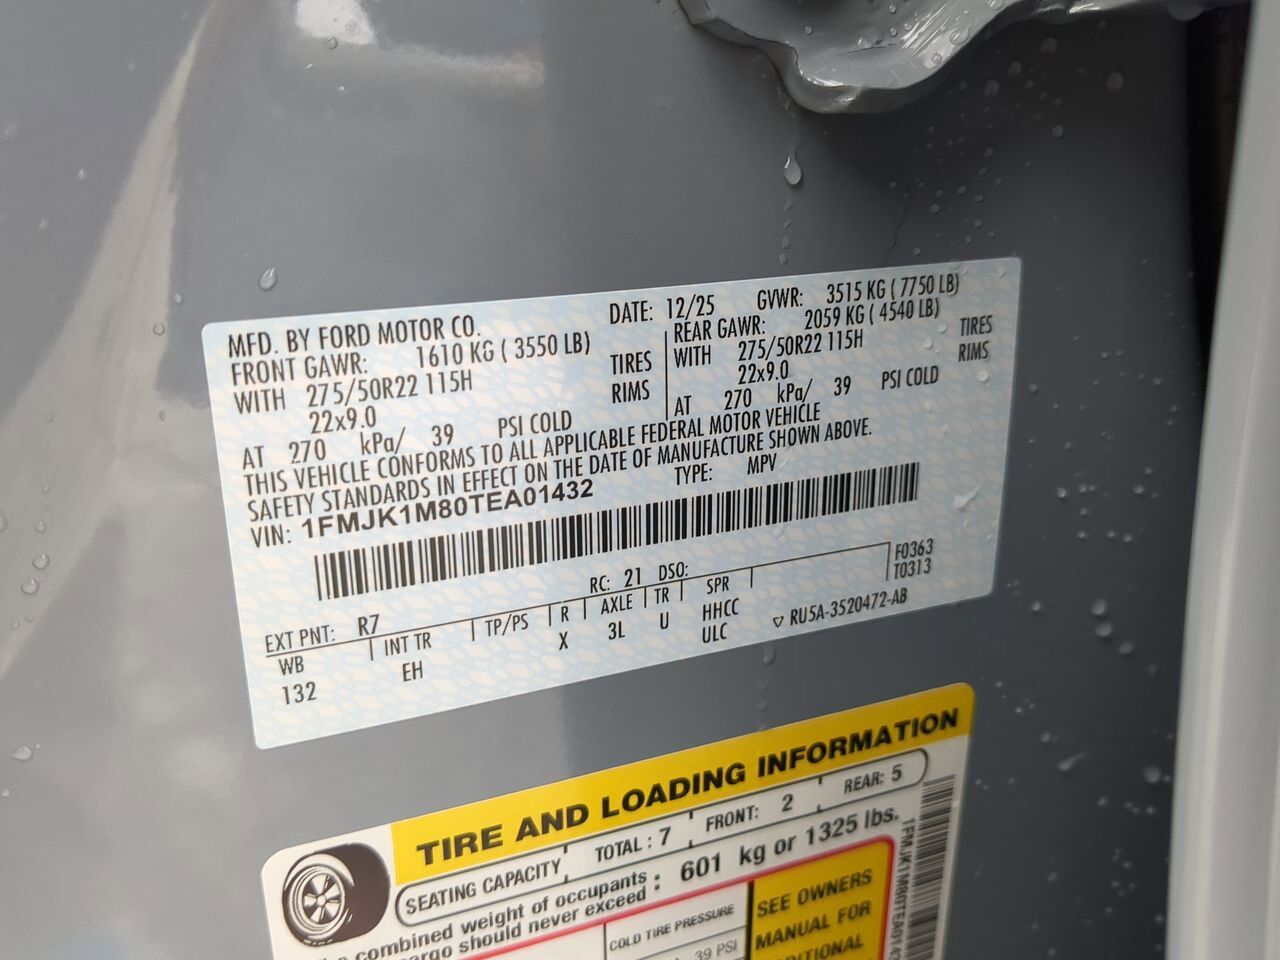 MFD. BY FORD MOTOR CO. DATE: 12/25 GVWR: 3515 KG ( 7750 LB)
FRONT GAWR: 1610 KG ( 3550 LB) REAR GAWR: 2059 KG ( 4540 LB)
WITH 275/50R22 115H TIRES WITH 275/50R22 115H TIRES
22x9.0 RIMS 22x9.0 RIMS
AT 270 kPa/ 39 PSI COLD AT 270 kPa/ 39 PSI COLD
THIS VEHICLE CONFORMS TO ALL APPLICABLE FEDERAL MOTOR VEHICLE
SAFETY STANDARDS IN EFFECT ON THE DATE OF MANUFACTURE SHOWN ABOVE.
VIN: 1FMJK1M80TEA01432 TYPE: MPV
EXT PNT: R7 RC: 21 DSO: F0363
WB INT TR TP/PS R AXLE TR SPR T0313
132 EH X 3L U HHCC RU5A-3520472-AB
ULC
TIRE AND LOADING INFORMATION
SEATING CAPACITY TOTAL : 7 FRONT: 2 REAR: 5
combined weight of occupants : 601 kg or 1325 lbs.
should never exceed
COLD TIRE PRESSURE SEE OWNERS
39 PSI MANUAL FOR